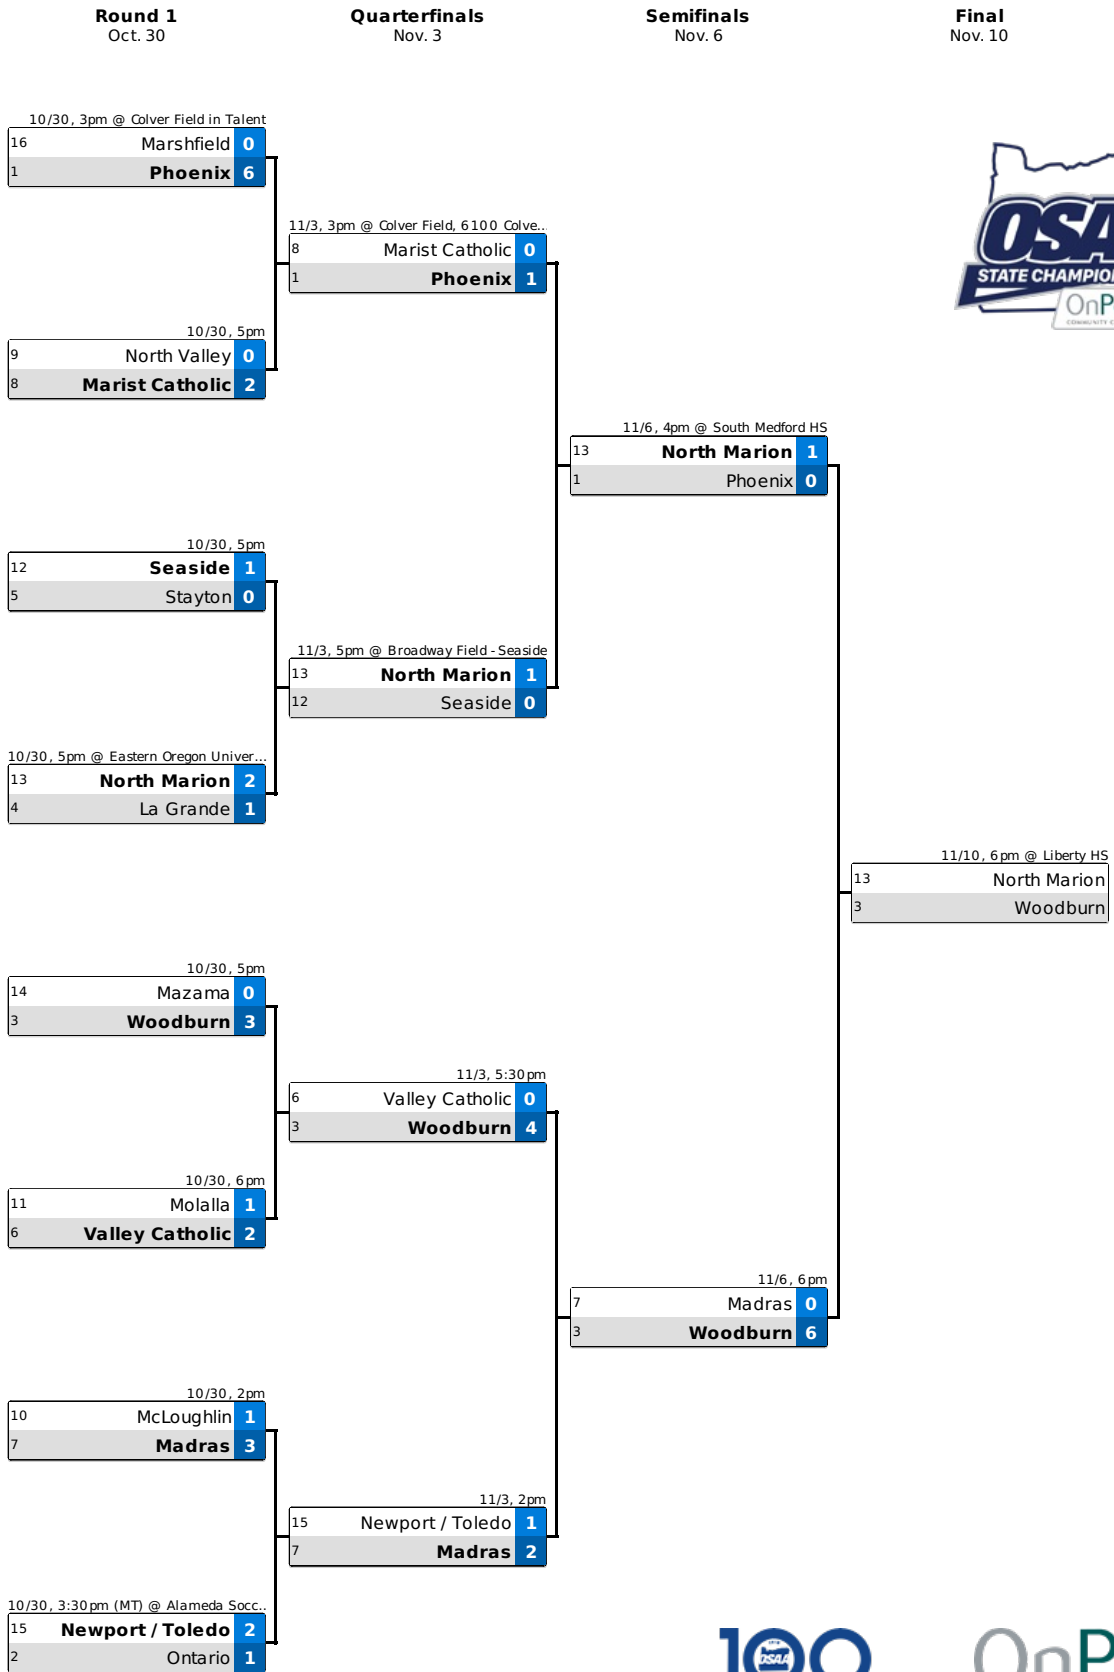 Round 1
Oct. 30
Quarterfinals
Nov. 3
Semifinals
Nov. 6
Final
Nov. 10
10/30, 3pm @ Colver Field in Talent
16 Marshfield 0
1 Phoenix 6
10/30, 5pm
9 North Valley 0
8 Marist Catholic 2
10/30, 5pm
12 Seaside 1
5 Stayton 0
10/30, 5pm @ Eastern Oregon Univer...
13 North Marion 2
4 La Grande 1
10/30, 5pm
14 Mazama 0
3 Woodburn 3
10/30, 6pm
11 Molalla 1
6 Valley Catholic 2
10/30, 2pm
10 McLoughlin 1
7 Madras 3
10/30, 3:30pm (MT) @ Alameda Socc...
15 Newport / Toledo 2
2 Ontario 1
11/3, 3pm @ Colver Field, 6100 Colve...
8 Marist Catholic 0
1 Phoenix 1
11/3, 5pm @ Broadway Field - Seaside
13 North Marion 1
12 Seaside 0
11/3, 5:30pm
6 Valley Catholic 0
3 Woodburn 4
11/3, 2pm
15 Newport / Toledo 1
7 Madras 2
11/6, 4pm @ South Medford HS
13 North Marion 1
1 Phoenix 0
11/6, 6pm
7 Madras 0
3 Woodburn 6
11/10, 6pm @ Liberty HS
13 North Marion
3 Woodburn
OSA
STATE CHAMPIO
OnP
100
OSAA
OnP